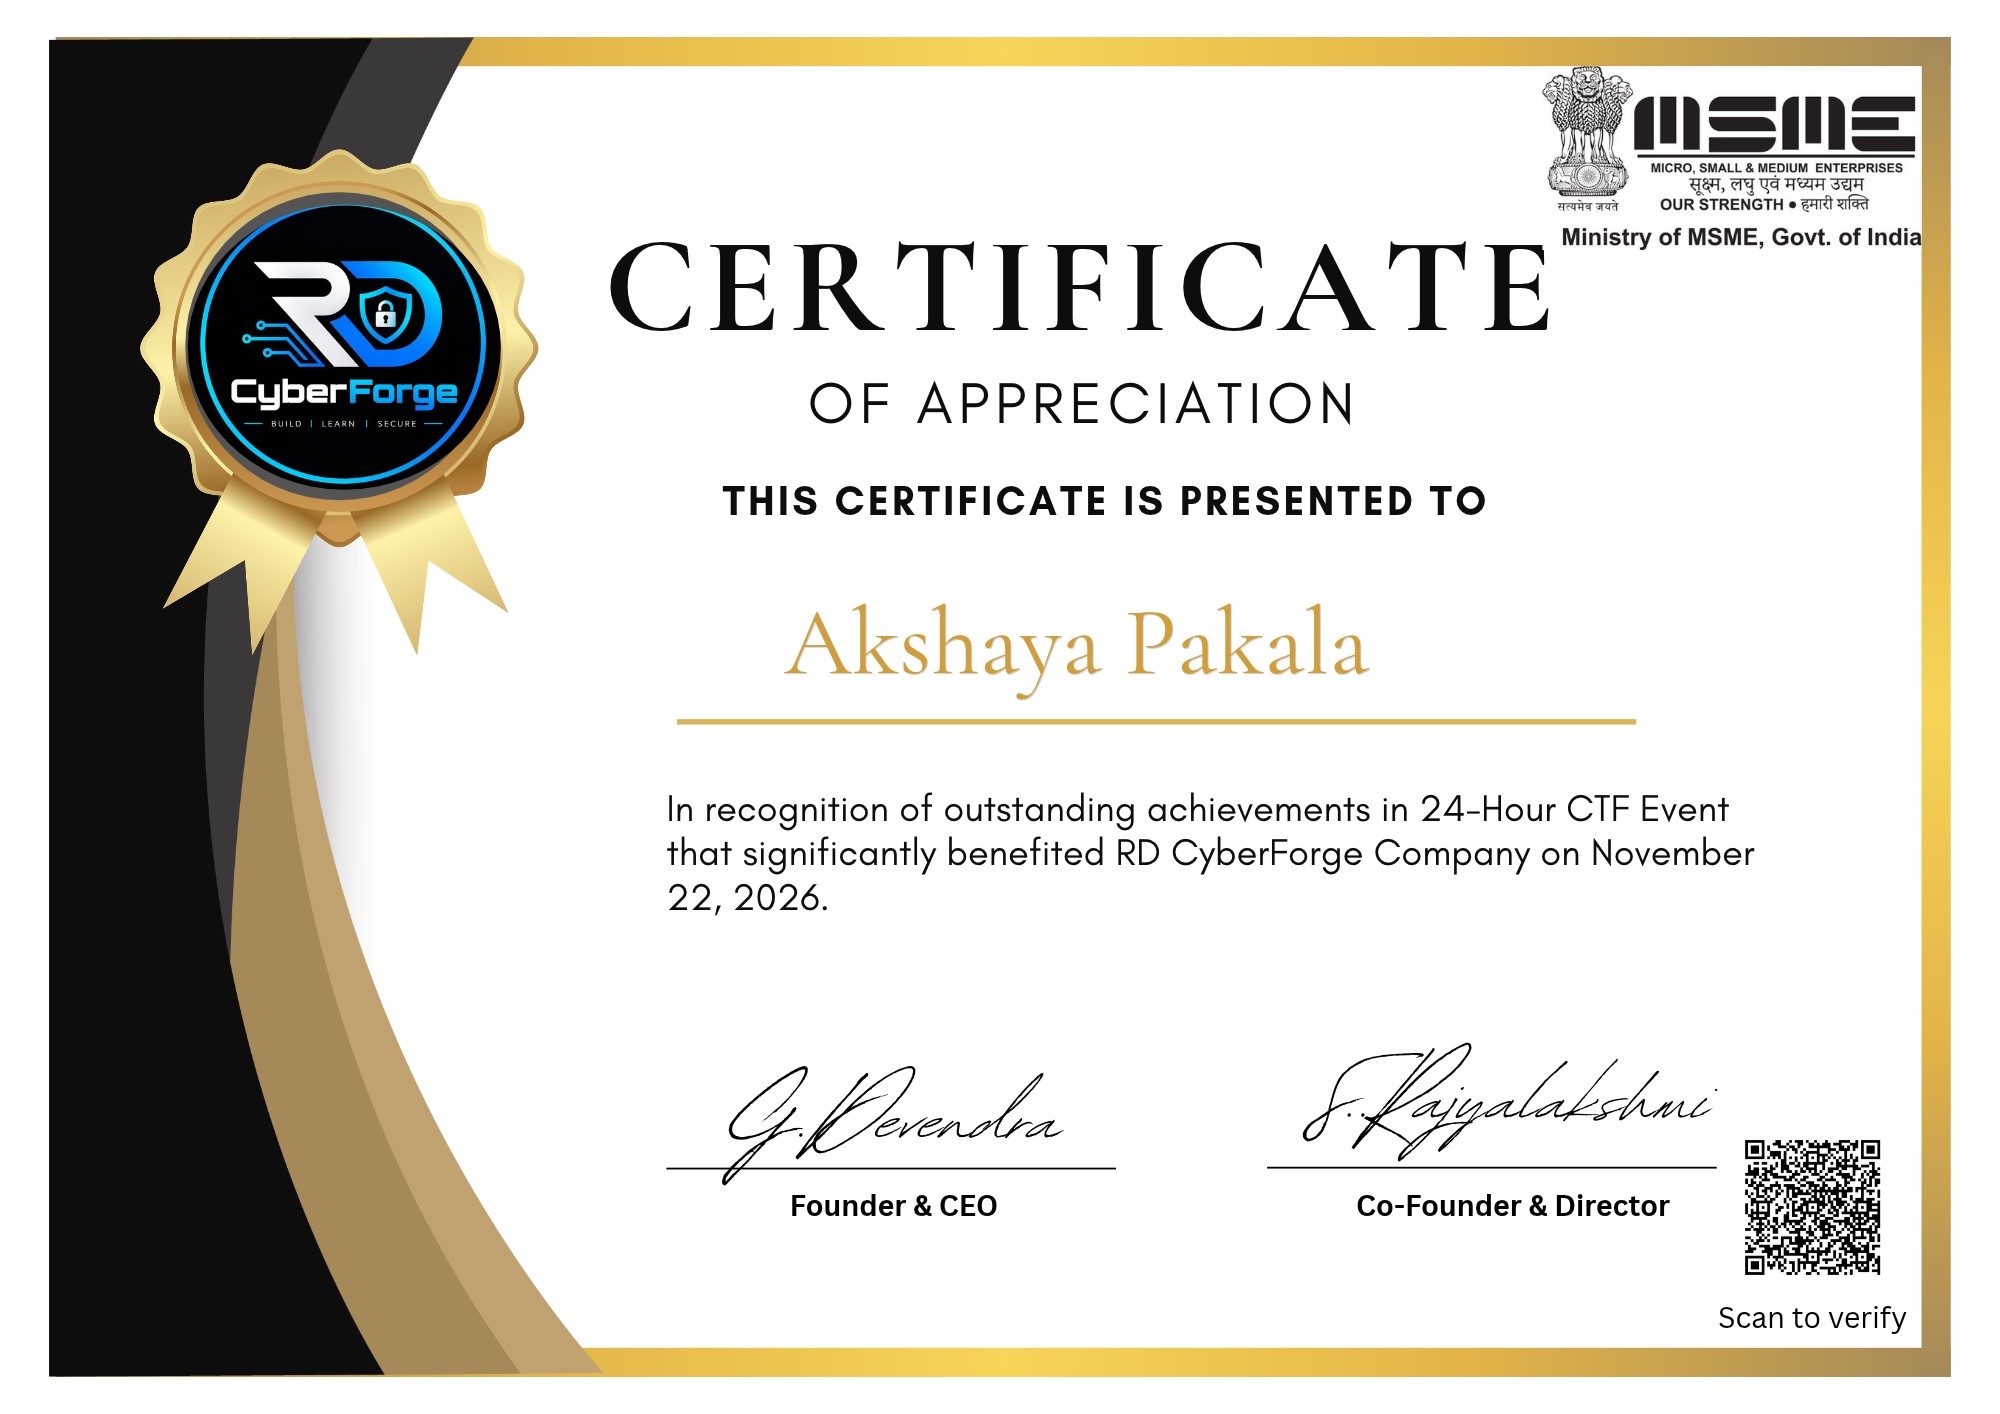 MSME
MICRO, SMALL & MEDIUM ENTERPRISES
सूक्ष्म, लघु एवं मध्यम उद्यम
OUR STRENGTH • हमारी शक्ति
सत्यमेव जयते
Ministry of MSME, Govt. of India
RD
CyberForge
BUILD | LEARN | SECURE
CERTIFICATE
OF APPRECIATION
THIS CERTIFICATE IS PRESENTED TO
Akshaya Pakala
In recognition of outstanding achievements in 24-Hour CTF Event
that significantly benefited RD CyberForge Company on November
22, 2026.
G.Devendra
Founder & CEO
S..Rajyalakshmi
Co-Founder & Director
Scan to verify